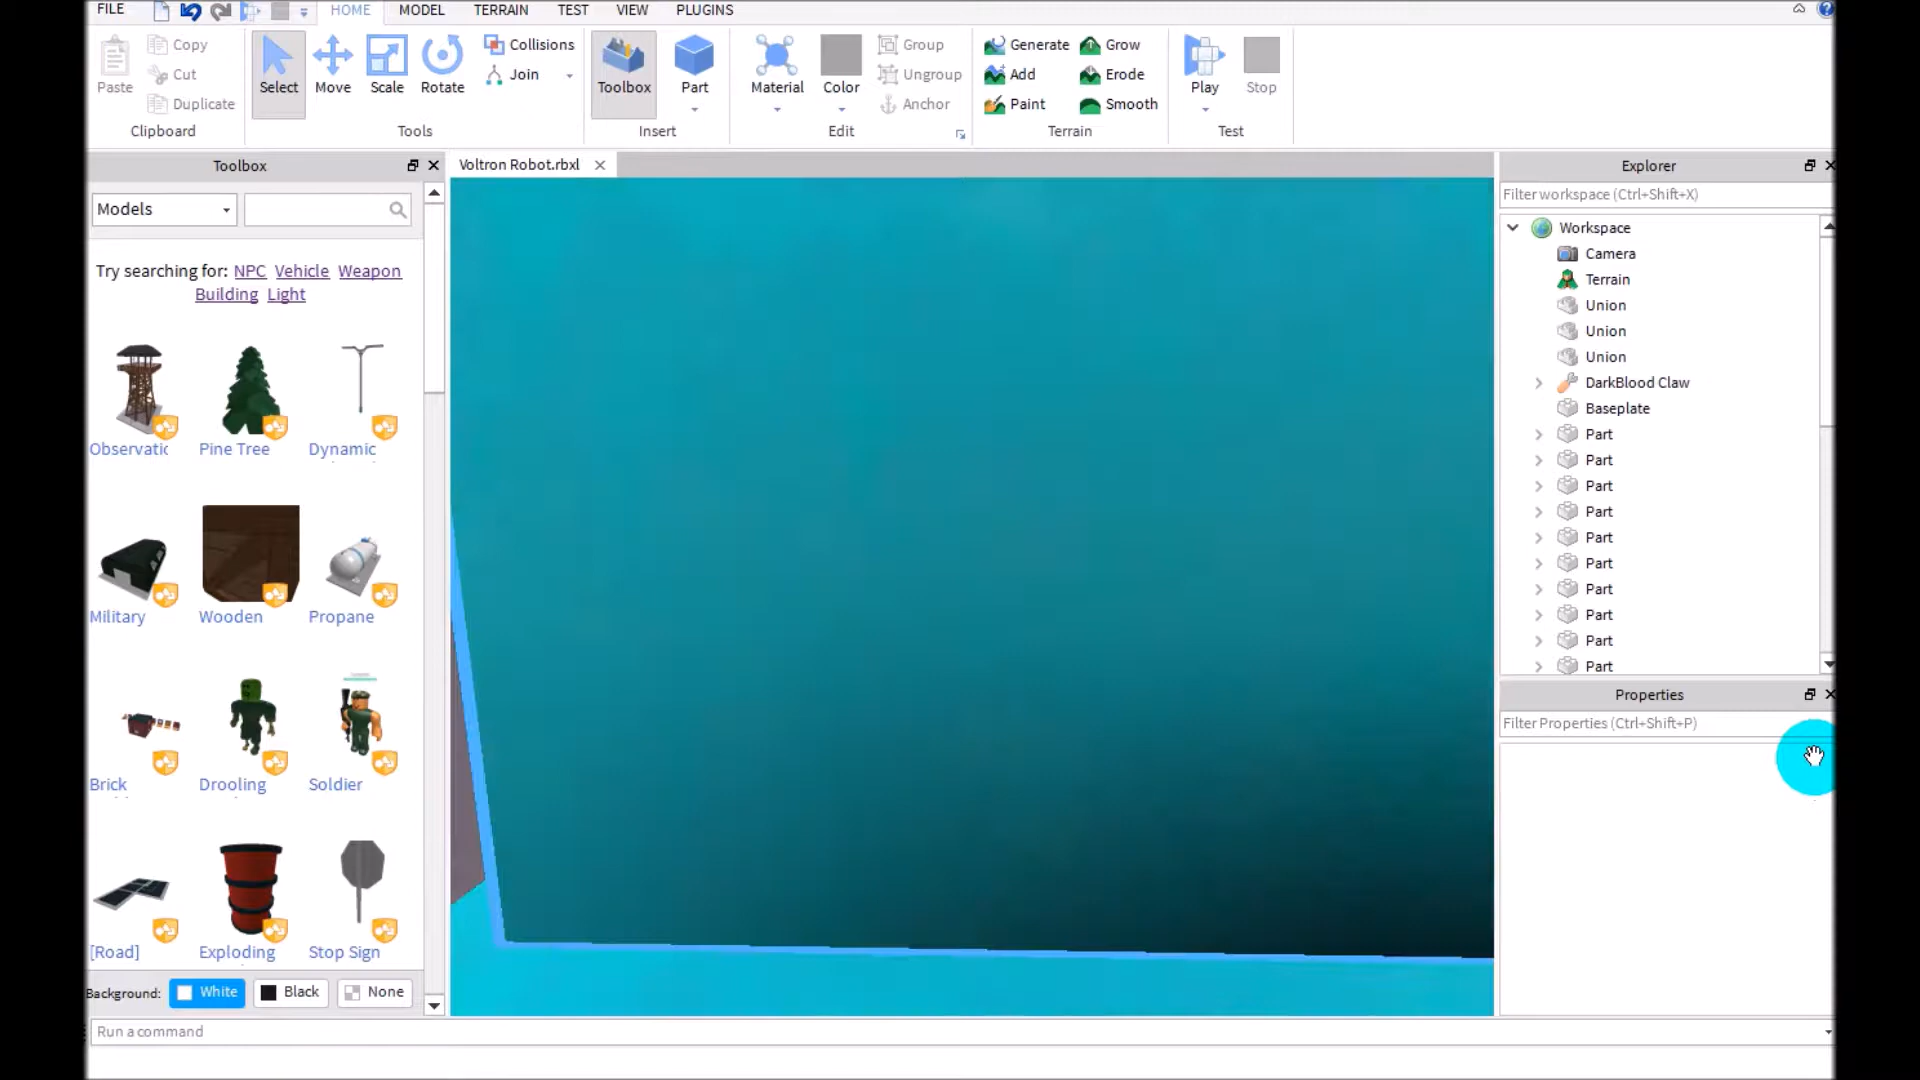 FILE HOME MODEL TERRAIN TEST VIEW PLUGINS
Paste Copy Cut Duplicate
Clipboard
Select Move Scale Rotate Collisions Join
Tools
Toolbox Part
Insert
Material Color Group Ungroup Anchor
Edit
Generate Grow
Add Erode
Paint Smooth
Terrain
Play Stop
Test
Toolbox
Models
Try searching for: NPC Vehicle Weapon
Building Light
Observatic Pine Tree Dynamic
Military Wooden Propane
Brick Drooling Soldier
[Road] Exploding Stop Sign
Background: White Black None
Voltron Robot.rbxl
Explorer
Filter workspace (Ctrl+Shift+X)
Workspace
Camera
Terrain
Union
Union
Union
DarkBlood Claw
Baseplate
Part
Part
Part
Part
Part
Part
Part
Part
Part
Part
Properties
Filter Properties (Ctrl+Shift+P)
Run a command